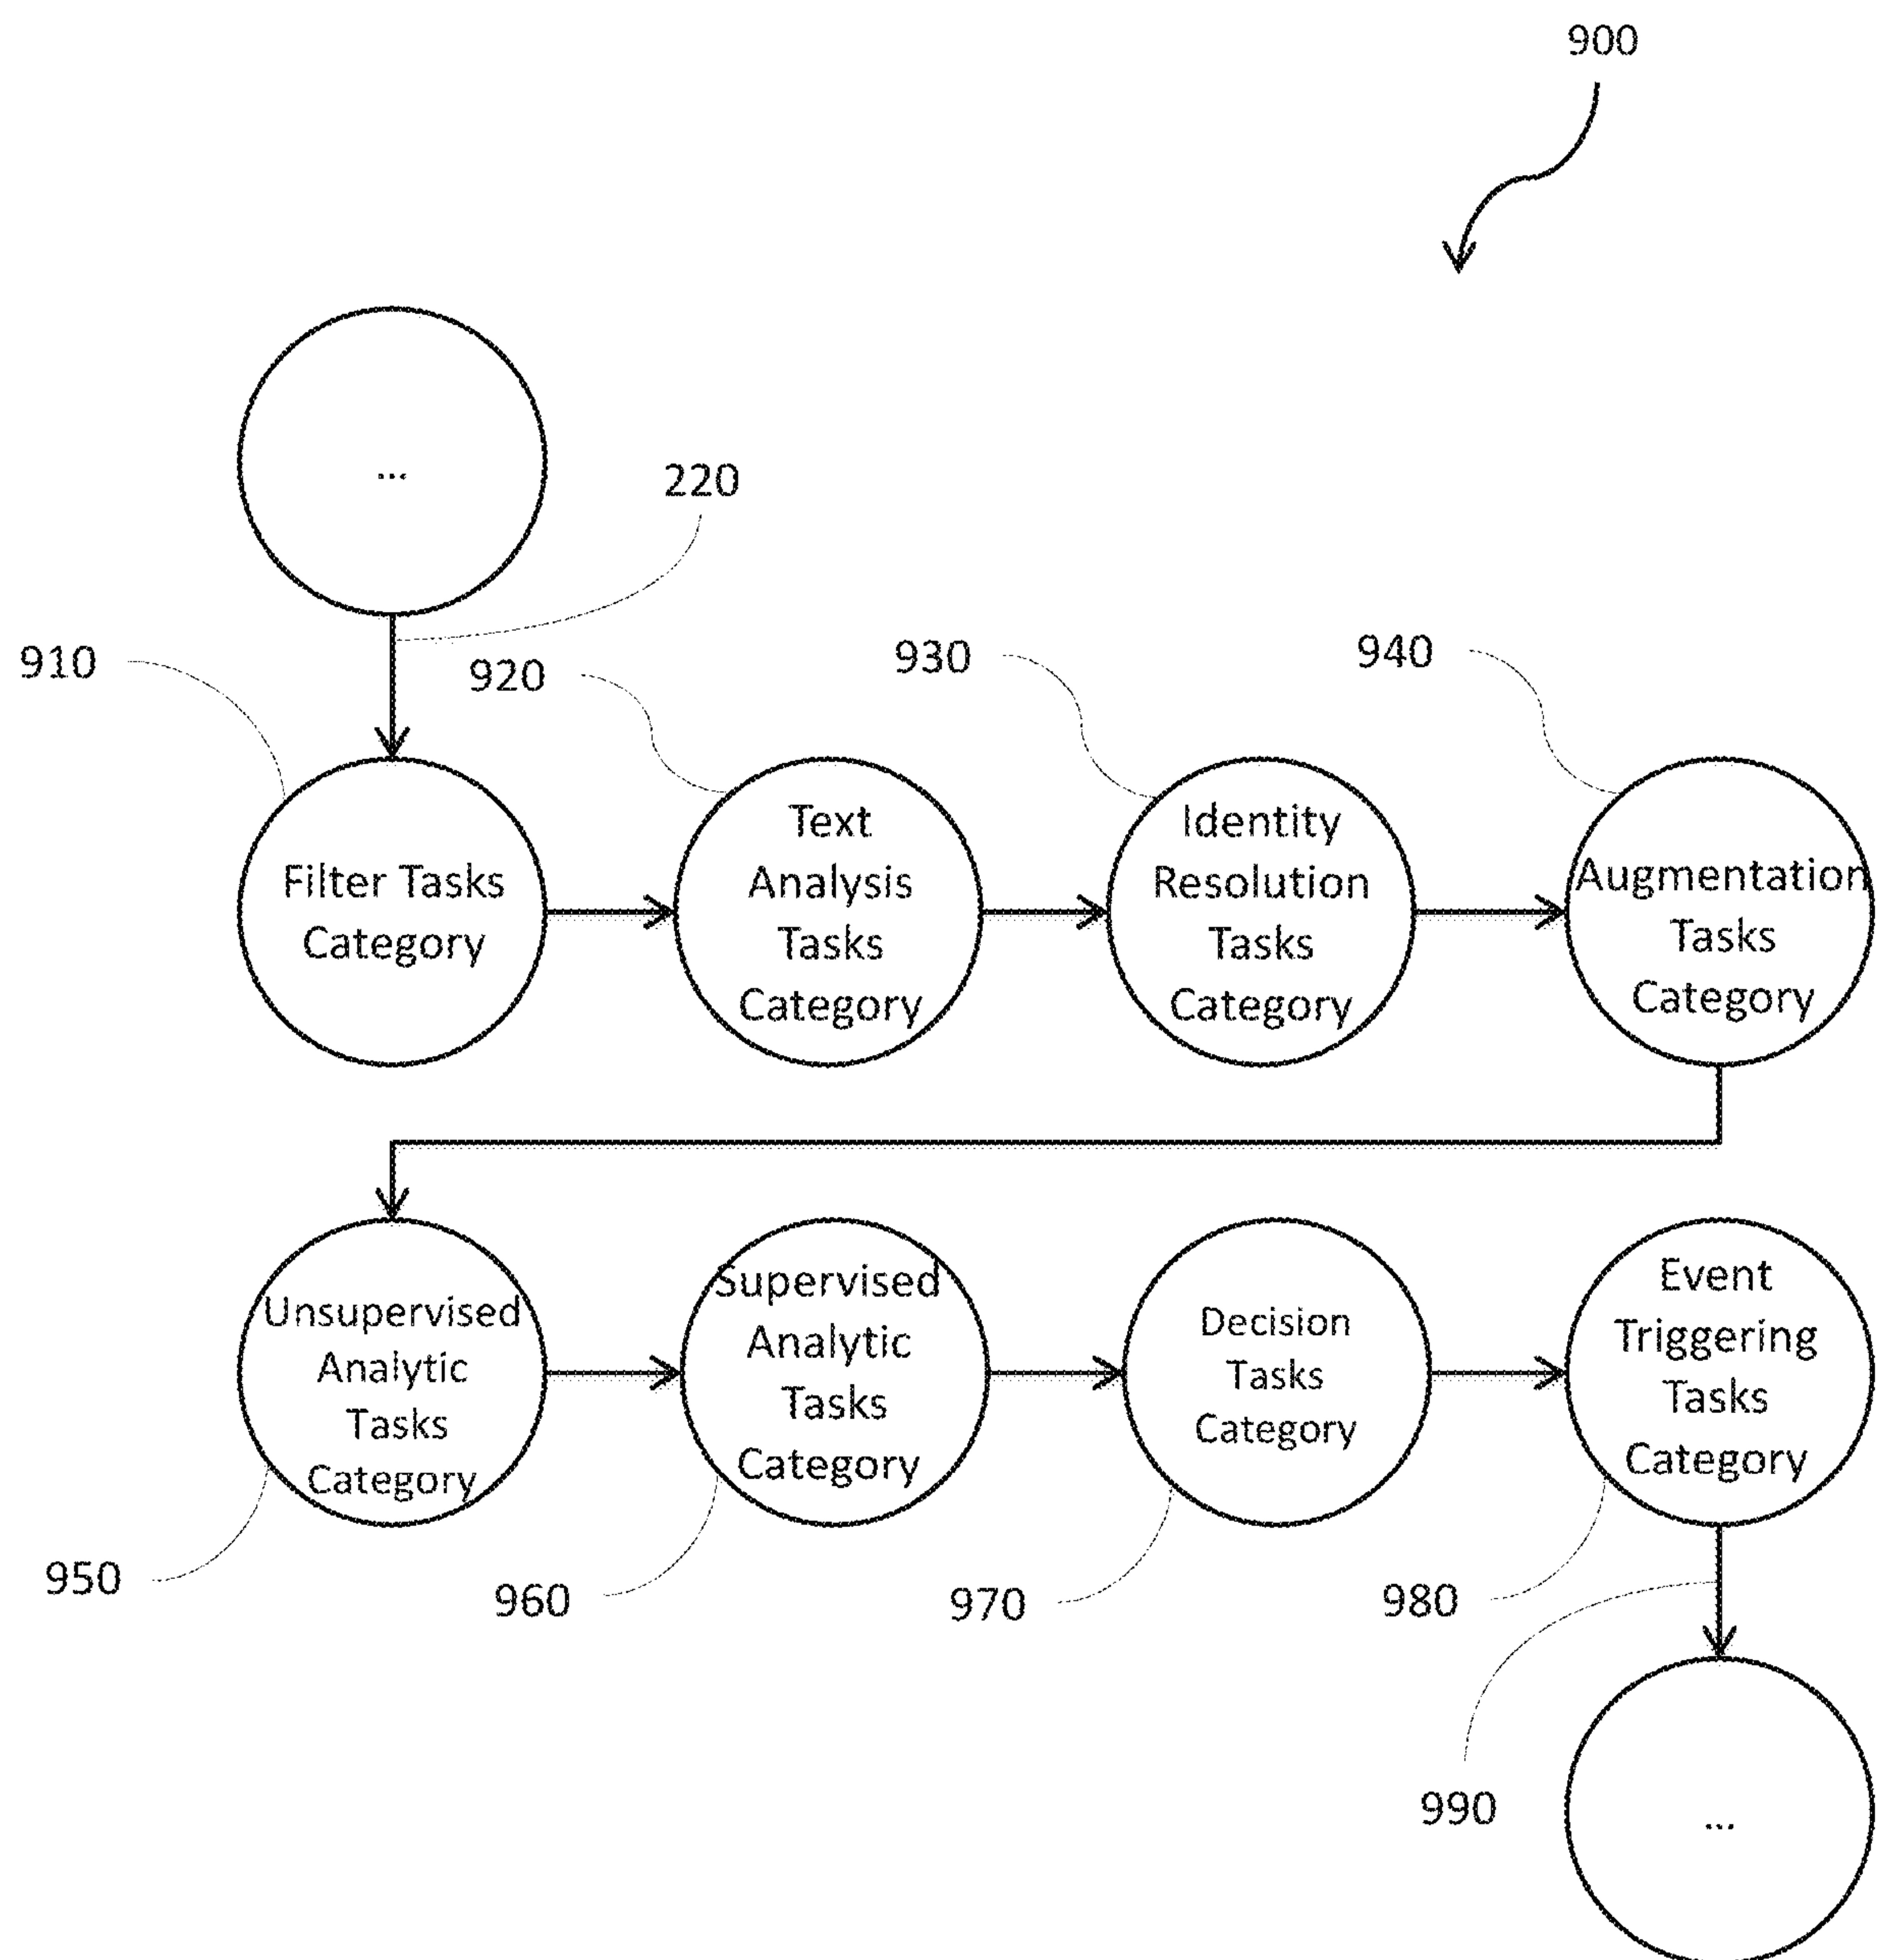 900
...
220
910
920
930
940
Filter Tasks
Category
Text
Analysis
Tasks
Category
Identity
Resolution
Tasks
Category
Augmentation
Tasks
Category
Unsupervised
Analytic
Tasks
Category
Supervised
Analytic
Tasks
Category
Decision
Tasks
Category
Event
Triggering
Tasks
Category
950
960
970
980
990
...